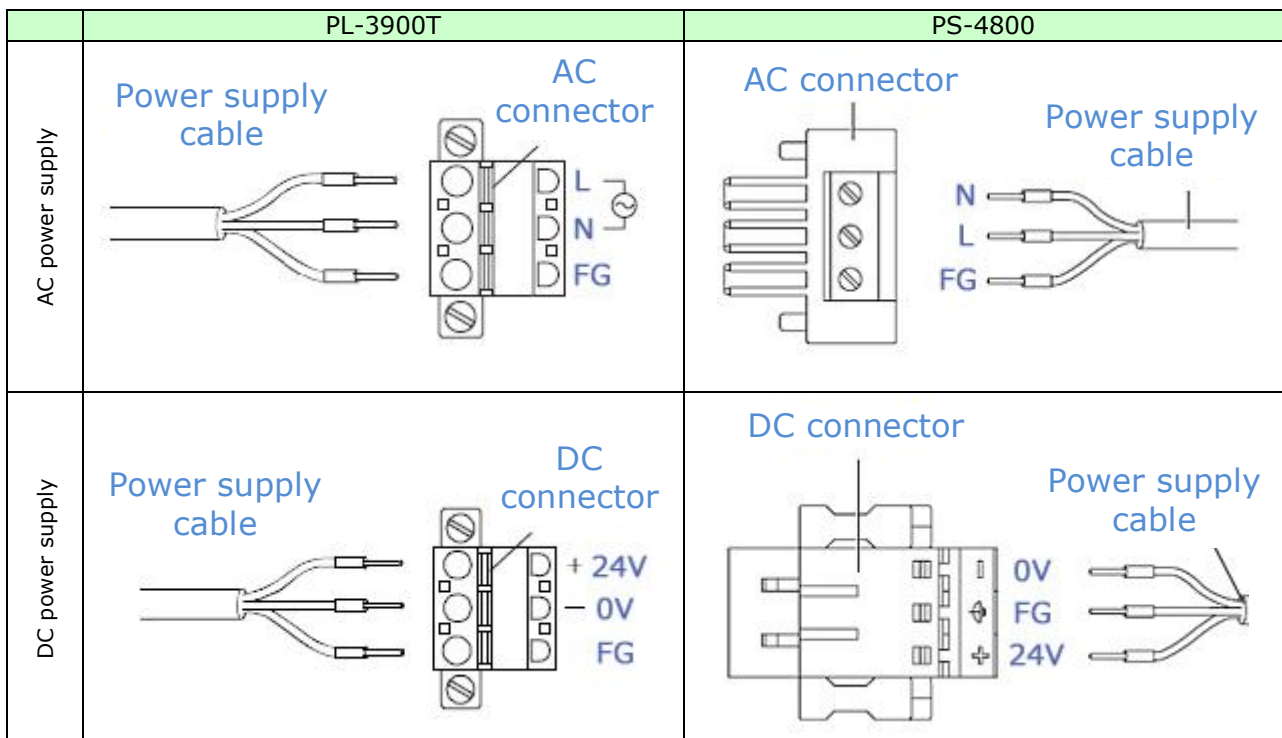 PL-3900T
PS-4800
AC power supply
Power supply
cable
AC
connector
L
N
FG
AC connector
Power supply
cable
N
L
FG
DC power supply
Power supply
cable
DC
connector
+ 24V
− 0V
FG
DC connector
Power supply
cable
− 0V
FG
+ 24V